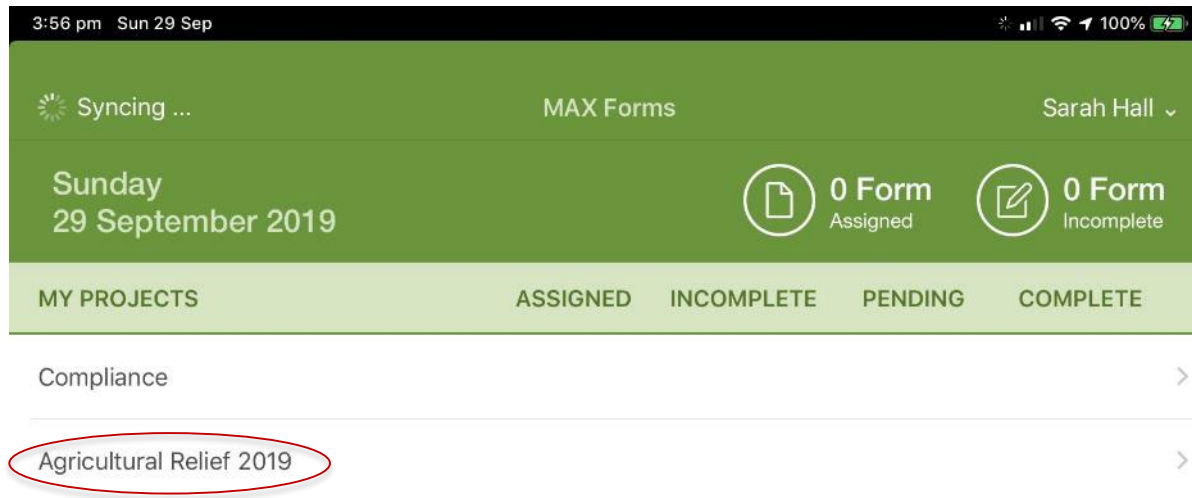 3:56 pm Sun 29 Sep 100%
Syncing ... MAX Forms Sarah Hall
Sunday
29 September 2019
0 Form
Assigned
0 Form
Incomplete
MY PROJECTS ASSIGNED INCOMPLETE PENDING COMPLETE
Compliance
Agricultural Relief 2019